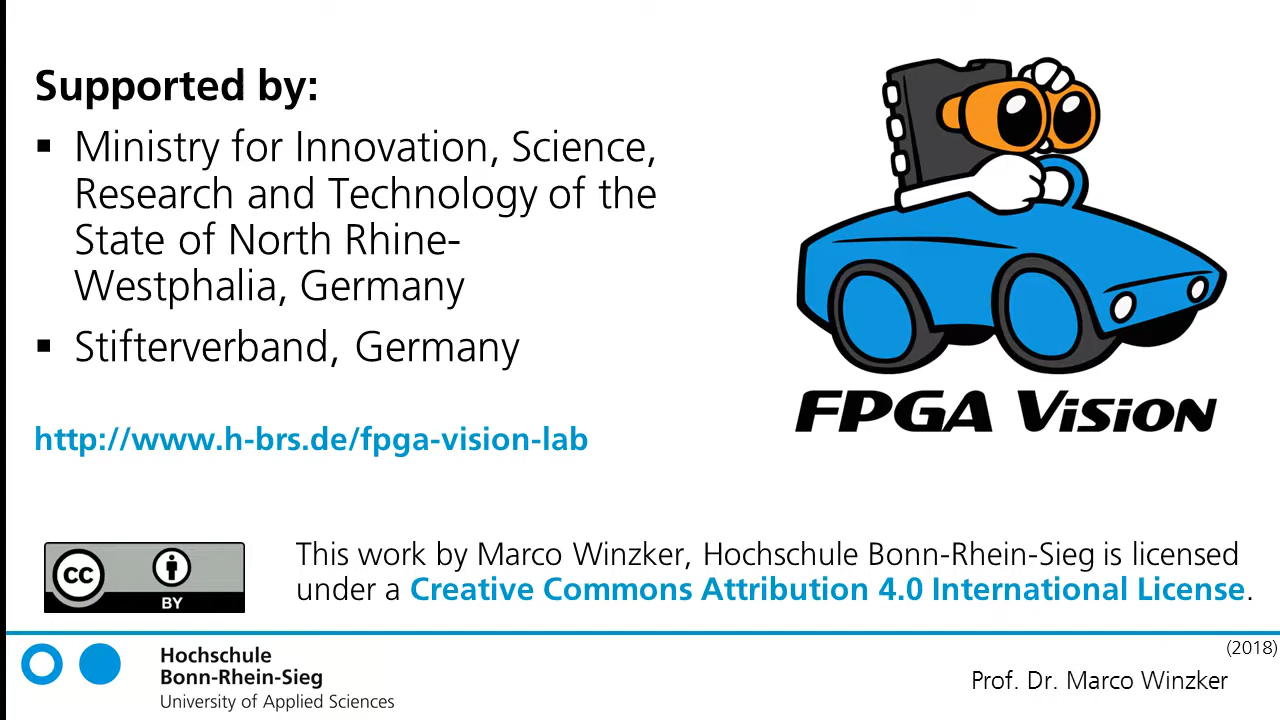 Supported by:
▪ Ministry for Innovation, Science,
Research and Technology of the
State of North Rhine-
Westphalia, Germany
▪ Stifterverband, Germany
http://www.h-brs.de/fpga-vision-lab
FPGA Vision
CC
BY
This work by Marco Winzker, Hochschule Bonn-Rhein-Sieg is licensed
under a Creative Commons Attribution 4.0 International License.
(2018)
Hochschule
Bonn-Rhein-Sieg
University of Applied Sciences
Prof. Dr. Marco Winzker